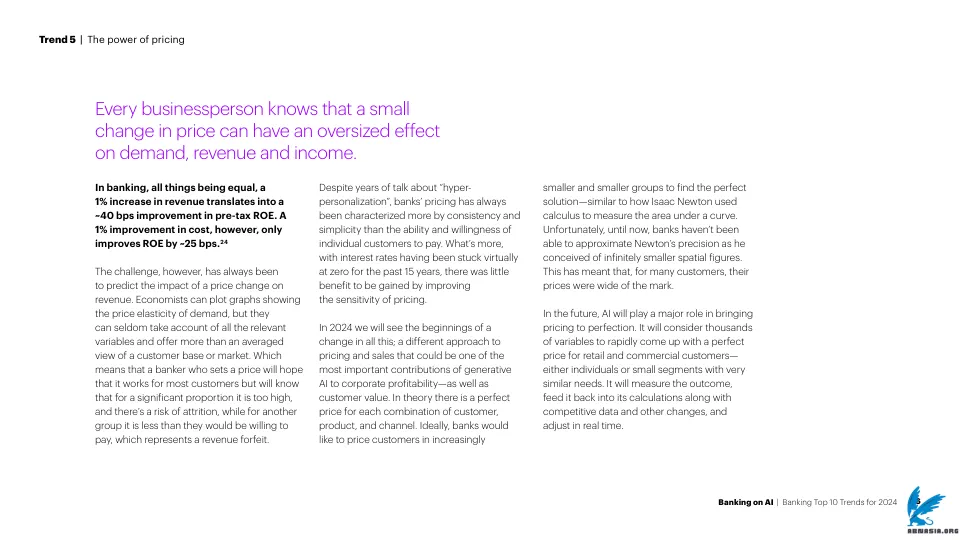 Trend 5 | The power of pricing
Every businessperson knows that a small
change in price can have an oversized effect
on demand, revenue and income.
In banking, all things being equal, a
1% increase in revenue translates into a
~40 bps improvement in pre-tax ROE. A
1% improvement in cost, however, only
improves ROE by ~25 bps.²⁴
The challenge, however, has always been
to predict the impact of a price change on
revenue. Economists can plot graphs showing
the price elasticity of demand, but they
can seldom take account of all the relevant
variables and offer more than an averaged
view of a customer base or market. Which
means that a banker who sets a price will hope
that it works for most customers but will know
that for a significant proportion it is too high,
and there's a risk of attrition, while for another
group it is less than they would be willing to
pay, which represents a revenue forfeit.
Despite years of talk about "hyper-
personalization", banks' pricing has always
been characterized more by consistency and
simplicity than the ability and willingness of
individual customers to pay. What's more,
with interest rates having been stuck virtually
at zero for the past 15 years, there was little
benefit to be gained by improving
the sensitivity of pricing.
In 2024 we will see the beginnings of a
change in all this; a different approach to
pricing and sales that could be one of the
most important contributions of generative
AI to corporate profitability—as well as
customer value. In theory there is a perfect
price for each combination of customer,
product, and channel. Ideally, banks would
like to price customers in increasingly
smaller and smaller groups to find the perfect
solution—similar to how Isaac Newton used
calculus to measure the area under a curve.
Unfortunately, until now, banks haven't been
able to approximate Newton's precision as he
conceived of infinitely smaller spatial figures.
This has meant that, for many customers, their
prices were wide of the mark.
In the future, AI will play a major role in bringing
pricing to perfection. It will consider thousands
of variables to rapidly come up with a perfect
price for retail and commercial customers—
either individuals or small segments with very
similar needs. It will measure the outcome,
feed it back into its calculations along with
competitive data and other changes, and
adjust in real time.
Banking on AI | Banking Top 10 Trends for 2024
ARMASIA.ORG